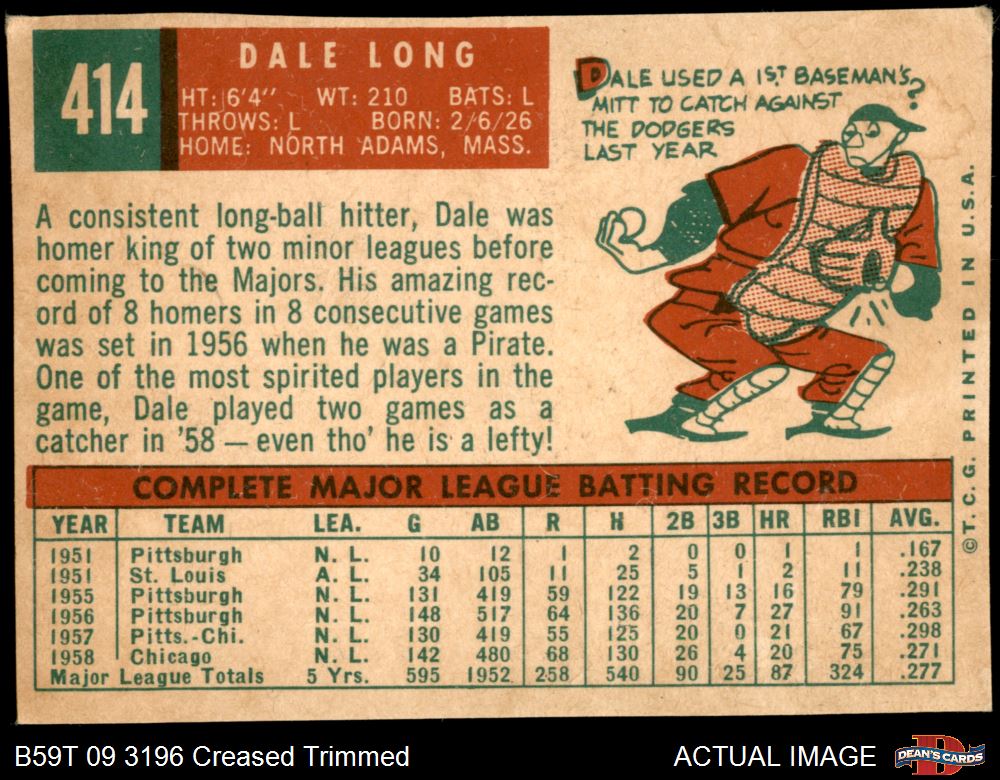 414
DALE LONG
HT: 6'4" WT: 210 BATS: L
THROWS: L BORN: 2/6/26
HOME: NORTH ADAMS, MASS.
DALE USED A 1ST BASEMAN'S
MITT TO CATCH AGAINST
THE DODGERS
LAST YEAR
?
A consistent long-ball hitter, Dale was
homer king of two minor leagues before
coming to the Majors. His amazing rec-
ord of 8 homers in 8 consecutive games
was set in 1956 when he was a Pirate.
One of the most spirited players in the
game, Dale played two games as a
catcher in '58 — even tho' he is a lefty!
COMPLETE MAJOR LEAGUE BATTING RECORD
YEAR TEAM LEA. G AB R H 2B 3B HR RBI AVG.
1951 Pittsburgh N. L. 10 12 1 2 0 0 1 1 .167
1951 St. Louis A. L. 34 105 11 25 5 1 2 11 .238
1955 Pittsburgh N. L. 131 419 59 122 19 13 16 79 .291
1956 Pittsburgh N. L. 148 517 64 136 20 7 27 91 .263
1957 Pitts.-Chi. N. L. 130 419 55 125 20 0 21 67 .298
1958 Chicago N. L. 142 480 68 130 26 4 20 75 .271
Major League Totals 5 Yrs. 595 1952 258 540 90 25 87 324 .277
©T. C. G. PRINTED IN U.S.A.
B59T 09 3196 Creased Trimmed
ACTUAL IMAGE
D
DEAN'S CARDS